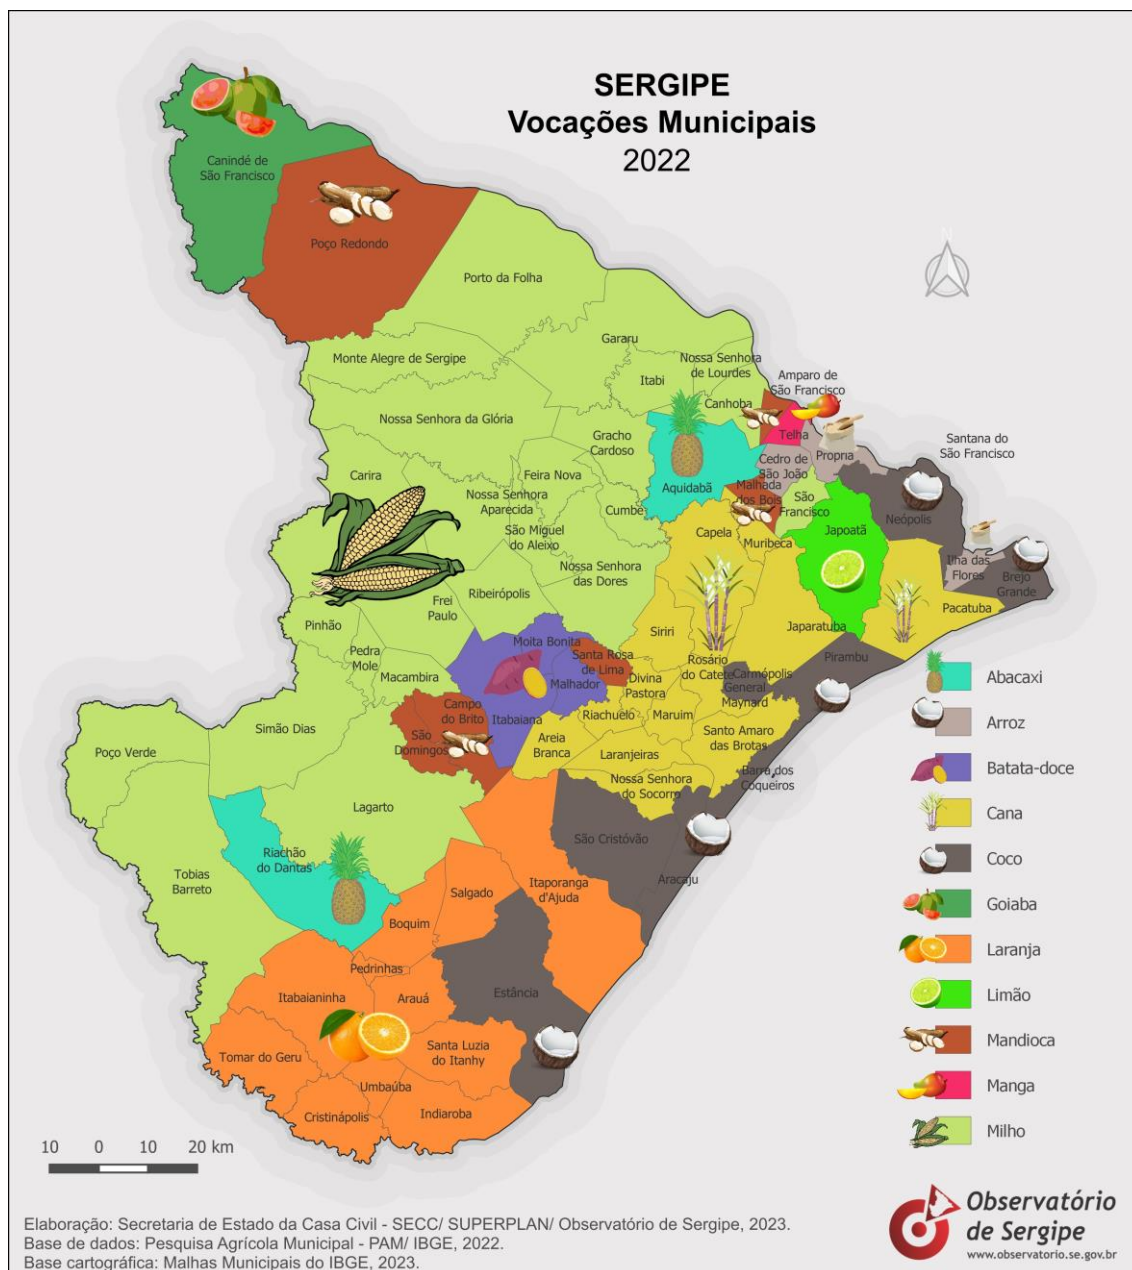 SERGIPE
Vocações Municipais
2022
Canindé de
São Francisco
Poço Redondo
N
Porto da Folha
Gararu
Monte Alegre de Sergipe
Nossa Senhora
de Lourdes
Itabi
Amparo de
São Francisco
Canhoba
Nossa Senhora da Glória
Telha
Gracho
Cardoso
Propria
Santana do
São Francisco
Cedro de
São João
Carira
Feira Nova
Aquidabã
Malhada
dos Bois
São
Francisco
Neópolis
Nossa Senhora
Aparecida
Cumbe
São Miguel
do Aleixo
Capela
Muribeca
Japoatã
Ilha das
Flores
Brejo
Grande
Nossa Senhora
das Dores
Ribeirópolis
Frei
Paulo
Pinhão
Pacatuba
Japaratuba
Siriri
Moita Bonita
Santa Rosa
de Lima
Pedra
Mole
Macambira
Malhador
Divina
Pastora
Rosário
do Catete
Carmópolis
General
Maynard
Pirambu
Campo
do Brito
Itabaiana
Riachuelo
Maruim
São
Domingos
Areia
Branca
Laranjeiras
Santo Amaro
das Brotas
Simão Dias
Poço Verde
Nossa Senhora
do Socorro
Barra dos
Coqueiros
Lagarto
São Cristóvão
Riachão
do Dantas
Tobias
Barreto
Aracaju
Itaporanga
d'Ajuda
Salgado
Boquim
Pedrinhas
Estância
Itabaianinha
Arauá
Santa Luzia
do Itanhy
Tomar do Geru
Umbaúba
Cristinápolis
Indiaroba
Abacaxi
Arroz
Batata-doce
Cana
Coco
Goiaba
Laranja
Limão
Mandioca
Manga
Milho
10 0 10 20 km
Elaboração: Secretaria de Estado da Casa Civil - SECC/ SUPERPLAN/ Observatório de Sergipe, 2023.
Base de dados: Pesquisa Agrícola Municipal - PAM/ IBGE, 2022.
Base cartográfica: Malhas Municipais do IBGE, 2023.
Observatório
de Sergipe
www.observatorio.se.gov.br